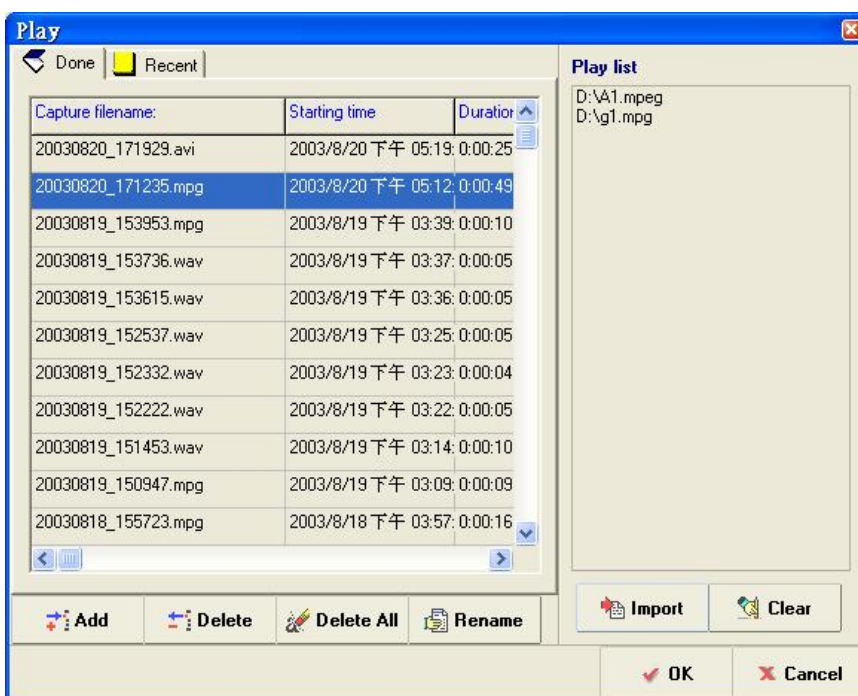 Play
Done Recent
Capture filename: Starting time Duration
20030820_171929.avi 2003/8/20 下午 05:19: 0:00:25
20030820_171235.mpg 2003/8/20 下午 05:12: 0:00:49
20030819_153953.mpg 2003/8/19 下午 03:39: 0:00:10
20030819_153736.wav 2003/8/19 下午 03:37: 0:00:05
20030819_153615.wav 2003/8/19 下午 03:36: 0:00:05
20030819_152537.wav 2003/8/19 下午 03:25: 0:00:05
20030819_152332.wav 2003/8/19 下午 03:23: 0:00:04
20030819_152222.wav 2003/8/19 下午 03:22: 0:00:05
20030819_151453.wav 2003/8/19 下午 03:14: 0:00:10
20030819_150947.mpg 2003/8/19 下午 03:09: 0:00:09
20030818_155723.mpg 2003/8/18 下午 03:57: 0:00:16
Add Delete Delete All Rename
Play list
D:\A1.mpeg
D:\g1.mpg
Import Clear
OK Cancel